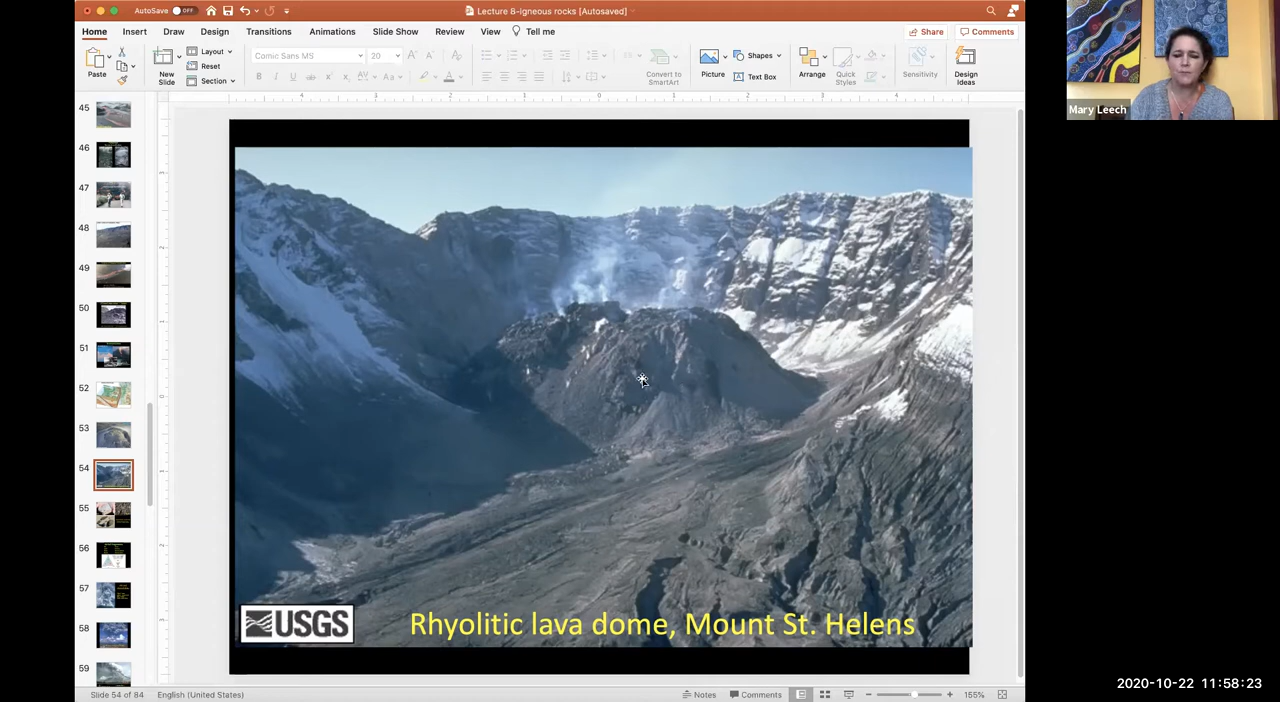 AutoSave OFF
Lecture 8-igneous rocks [Autosaved]
Home Insert Draw Design Transitions Animations Slide Show Review View Tell me
Share Comments
Paste
New Slide
Layout
Reset
Section
Comic Sans MS 20
Convert to SmartArt
Picture
Shapes
Text Box
Arrange
Quick Styles
Sensitivity
Design Ideas
Mary Leech
45
46
47
48
49
50
51
52
53
54
55
56
57
58
59
USGS
Rhyolitic lava dome, Mount St. Helens
Slide 54 of 84 English (United States) Notes Comments 155%
2020-10-22 11:58:23